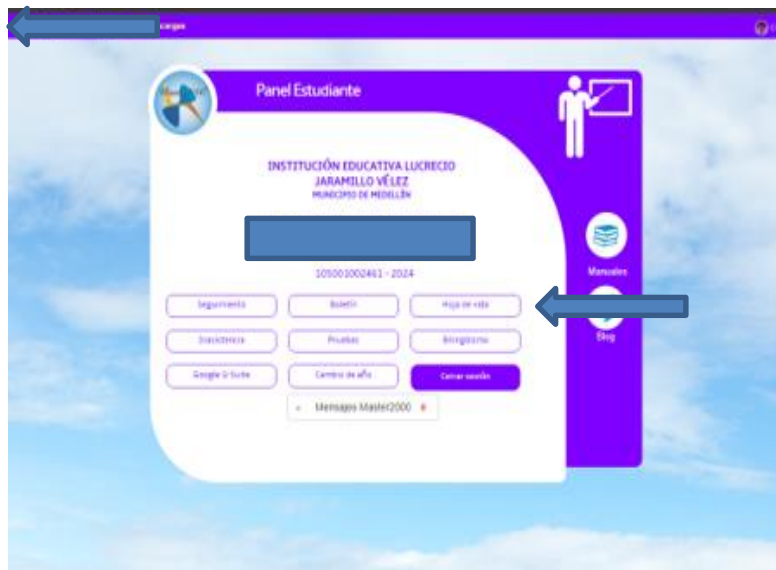 Panel Estudiante
INSTITUCIÓN EDUCATIVA LUCRECIO
JARAMILLO VÉLEZ
MUNICIPIO DE MEDELLÍN
105001002461 - 2024
Manuales
Seguimiento
Boletín
Hoja de vida
Asistencia
Pruebas
Bilingüismo
Blog
Google G-Suite
Cambio de año
Cerrar sesión
Mensajes Master2000